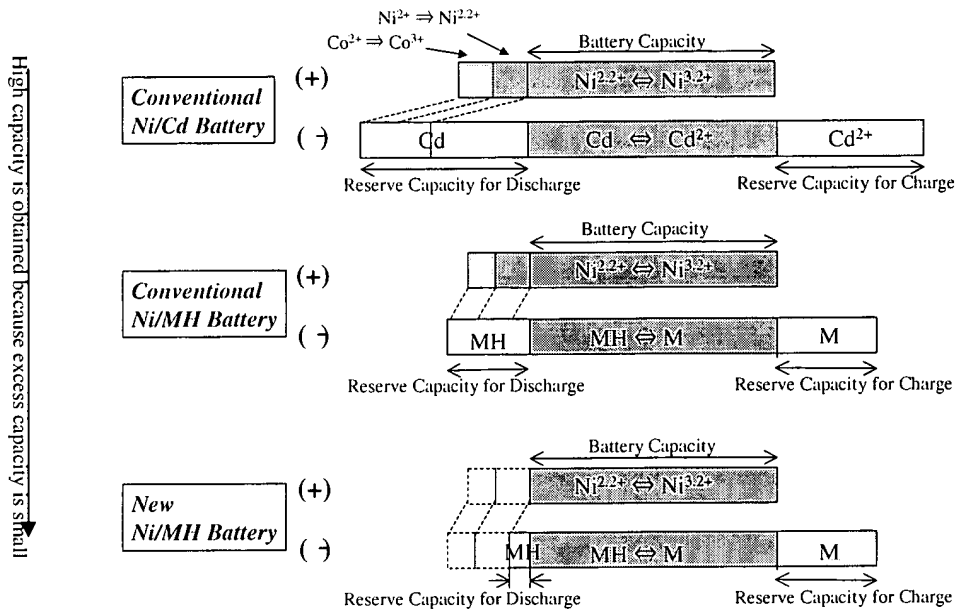 High capacity is obtained because excess capacity is small
Ni2+ ⇒ Ni2.2+
Co2+ ⇒ Co3+
Battery Capacity
Conventional
Ni/Cd Battery
(+)
Ni2.2+ ⇔ Ni3.2+
(-)
Cd
Cd ⇔ Cd2+
Cd2+
Reserve Capacity for Discharge
Reserve Capacity for Charge
Battery Capacity
Conventional
Ni/MH Battery
(+)
Ni2.2+ ⇔ Ni3.2+
(-)
MH
MH ⇔ M
M
Reserve Capacity for Discharge
Reserve Capacity for Charge
Battery Capacity
New
Ni/MH Battery
(+)
Ni2.2+ ⇔ Ni3.2+
(-)
MH
MH ⇔ M
M
Reserve Capacity for Discharge
Reserve Capacity for Charge